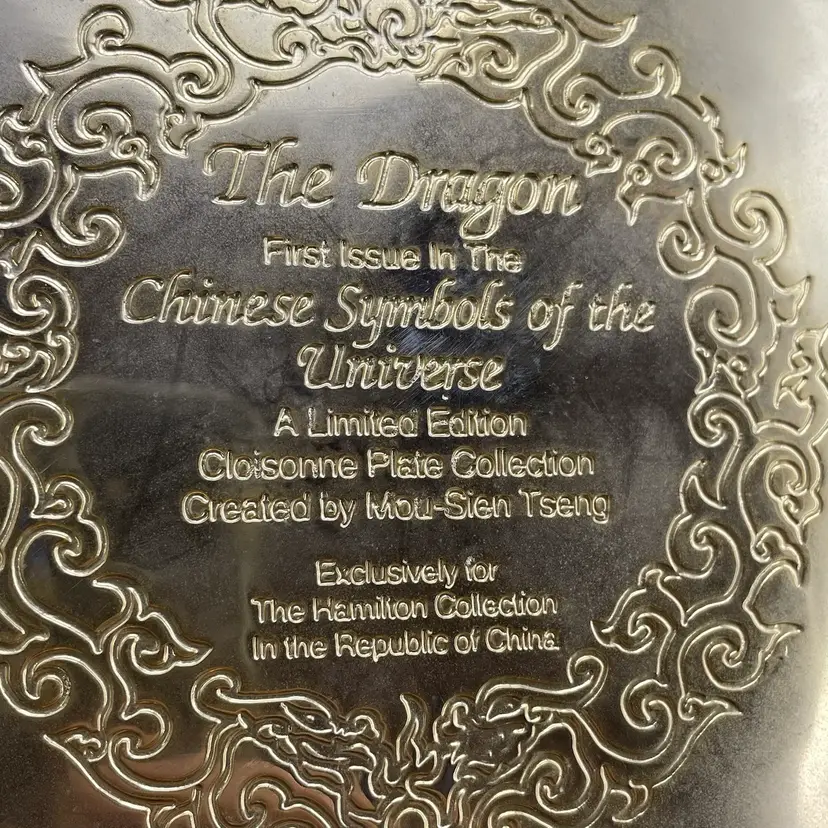 The Dragon
First Issue In The
Chinese Symbols of the
Universe
A Limited Edition
Cloisonne Plate Collection
Created by Mou-Sien Tseng
Exclusively for
The Hamilton Collection
In the Republic of China